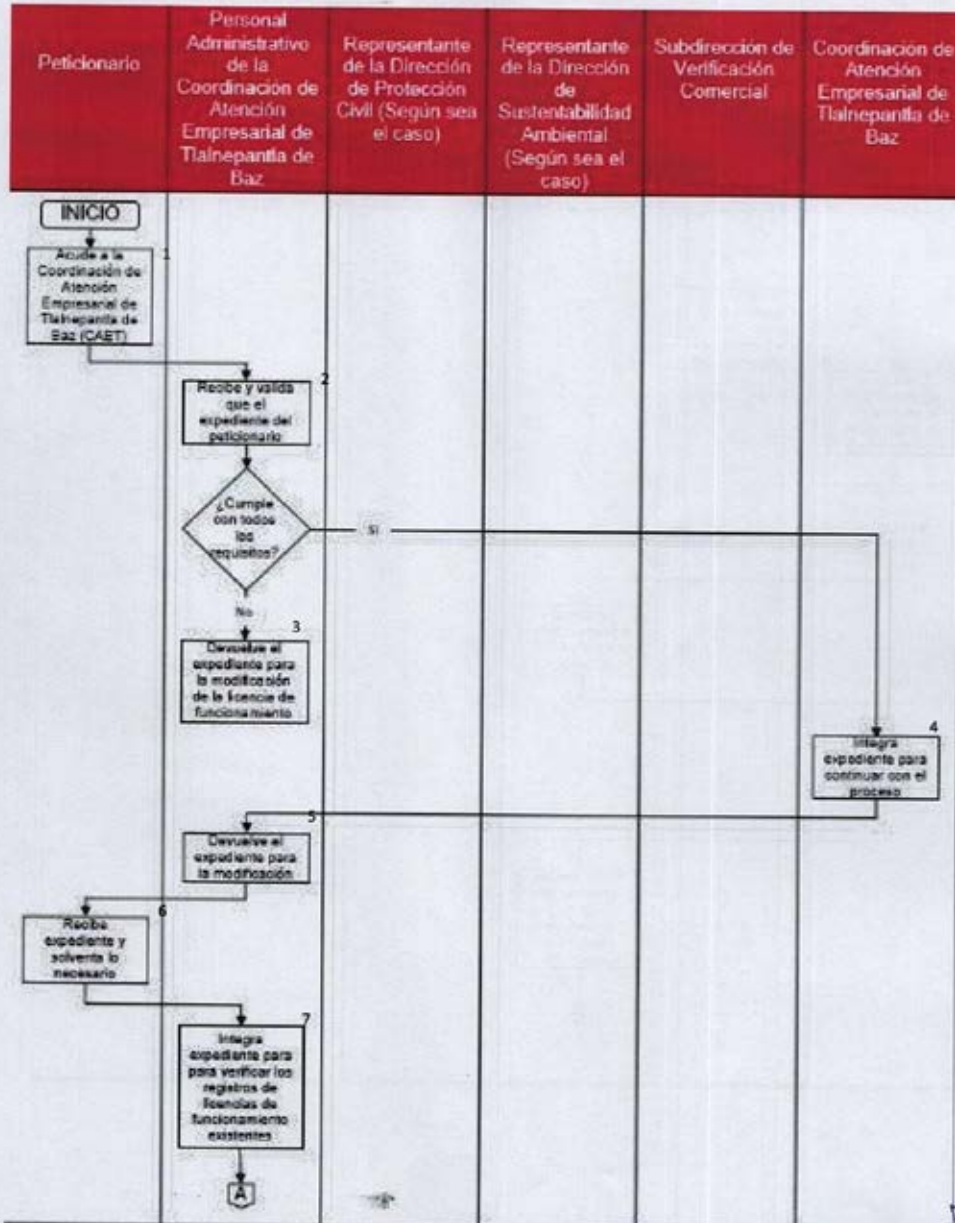 Peticionario
Personal
Administrativo
de la
Coordinación de
Atención
Empresarial de
Tlalnepantla de
Baz
Representante
de la Dirección
de Protección
Civil (Según sea
el caso)
Representante
de la Dirección
de
Sustentabilidad
Ambiental
(Según sea el
caso)
Subdirección de
Verificación
Comercial
Coordinación de
Atención
Empresarial de
Tlalnepantla de
Baz
INICIO
1
Acude a la
Coordinación de
Atención
Empresarial de
Tlalnepantla de
Baz (CAET)
2
Recibe y valida
que el
expediente del
peticionario
¿Cumple
con todos
los
requisitos?
Si
No
3
Devuelve el
expediente para
la modificación
de la licencia de
funcionamiento
4
Integra
expediente para
continuar con el
proceso
5
Devuelve el
expediente para
la modificación
6
Recibe
expediente y
solventa lo
necesario
7
Integra
expediente para
para verificar los
registros de
licencias de
funcionamiento
existentes
A